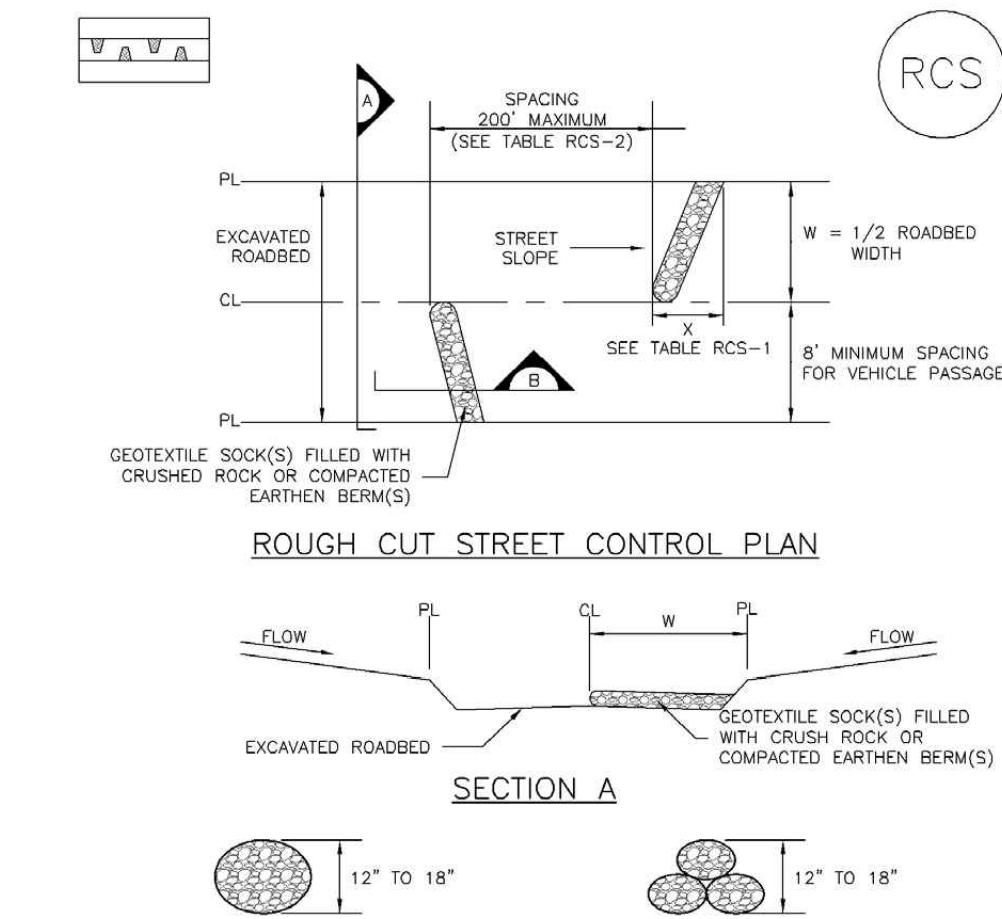 RCS
A
SPACING
200' MAXIMUM
(SEE TABLE RCS-2)
PL
EXCAVATED
ROADBED
STREET
SLOPE
W = 1/2 ROADBED
WIDTH
CL
X
SEE TABLE RCS-1
8' MINIMUM SPACING
FOR VEHICLE PASSAGE
B
PL
GEOTEXTILE SOCK(S) FILLED WITH
CRUSHED ROCK OR COMPACTED
EARTHEN BERM(S)
ROUGH CUT STREET CONTROL PLAN
PL
CL
W
PL
FLOW
FLOW
EXCAVATED ROADBED
GEOTEXTILE SOCK(S) FILLED
WITH CRUSH ROCK OR
COMPACTED EARTHEN BERM(S)
SECTION A
12" TO 18"
12" TO 18"